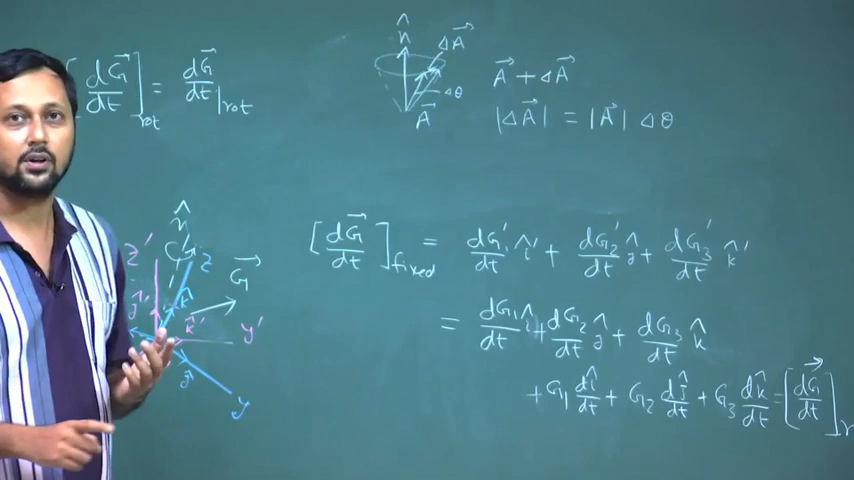 [dG⃗/dt]rot = dG⃗/dt|rot
n̂
ΔA⃗
Δθ
A⃗
A⃗ + ΔA⃗
|ΔA⃗| = |A⃗| Δθ
n̂
z'
z
G⃗
ĵ'
k̂
k̂'
y'
ĵ
y
[dG⃗/dt]fixed = dG₁'/dt î' + dG₂'/dt ĵ + dG₃'/dt k̂'
= dG₁/dt î + dG₂/dt ĵ + dG₃/dt k̂
+ G₁ dî/dt + G₂ dĵ/dt + G₃ dk̂/dt = [dG⃗/dt]r